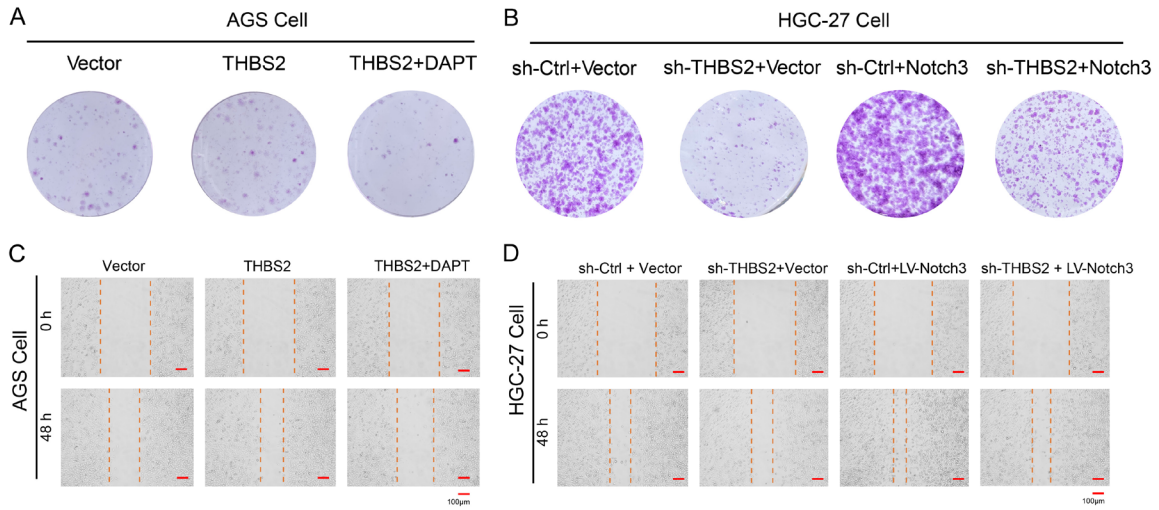 A
AGS Cell
Vector THBS2 THBS2+DAPT
B
HGC-27 Cell
sh-Ctrl+Vector sh-THBS2+Vector sh-Ctrl+Notch3 sh-THBS2+Notch3
C
Vector THBS2 THBS2+DAPT
AGS Cell
0 h
48 h
100μm
D
sh-Ctrl + Vector sh-THBS2+Vector sh-Ctrl+LV-Notch3 sh-THBS2 + LV-Notch3
HGC-27 Cell
0 h
48 h
100μm